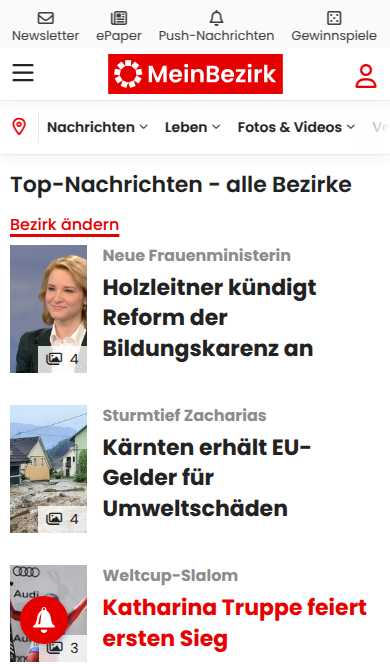 Newsletter
ePaper
Push-Nachrichten
Gewinnspiele
MeinBezirk
Nachrichten
Leben
Fotos & Videos
Top-Nachrichten - alle Bezirke
Bezirk ändern
Neue Frauenministerin
Holzleitner kündigt
Reform der
Bildungskarenz an
4
Sturmtief Zacharias
Kärnten erhält EU-
Gelder für
Umweltschäden
4
Weltcup-Slalom
Katharina Truppe feiert
ersten Sieg
Audi
3